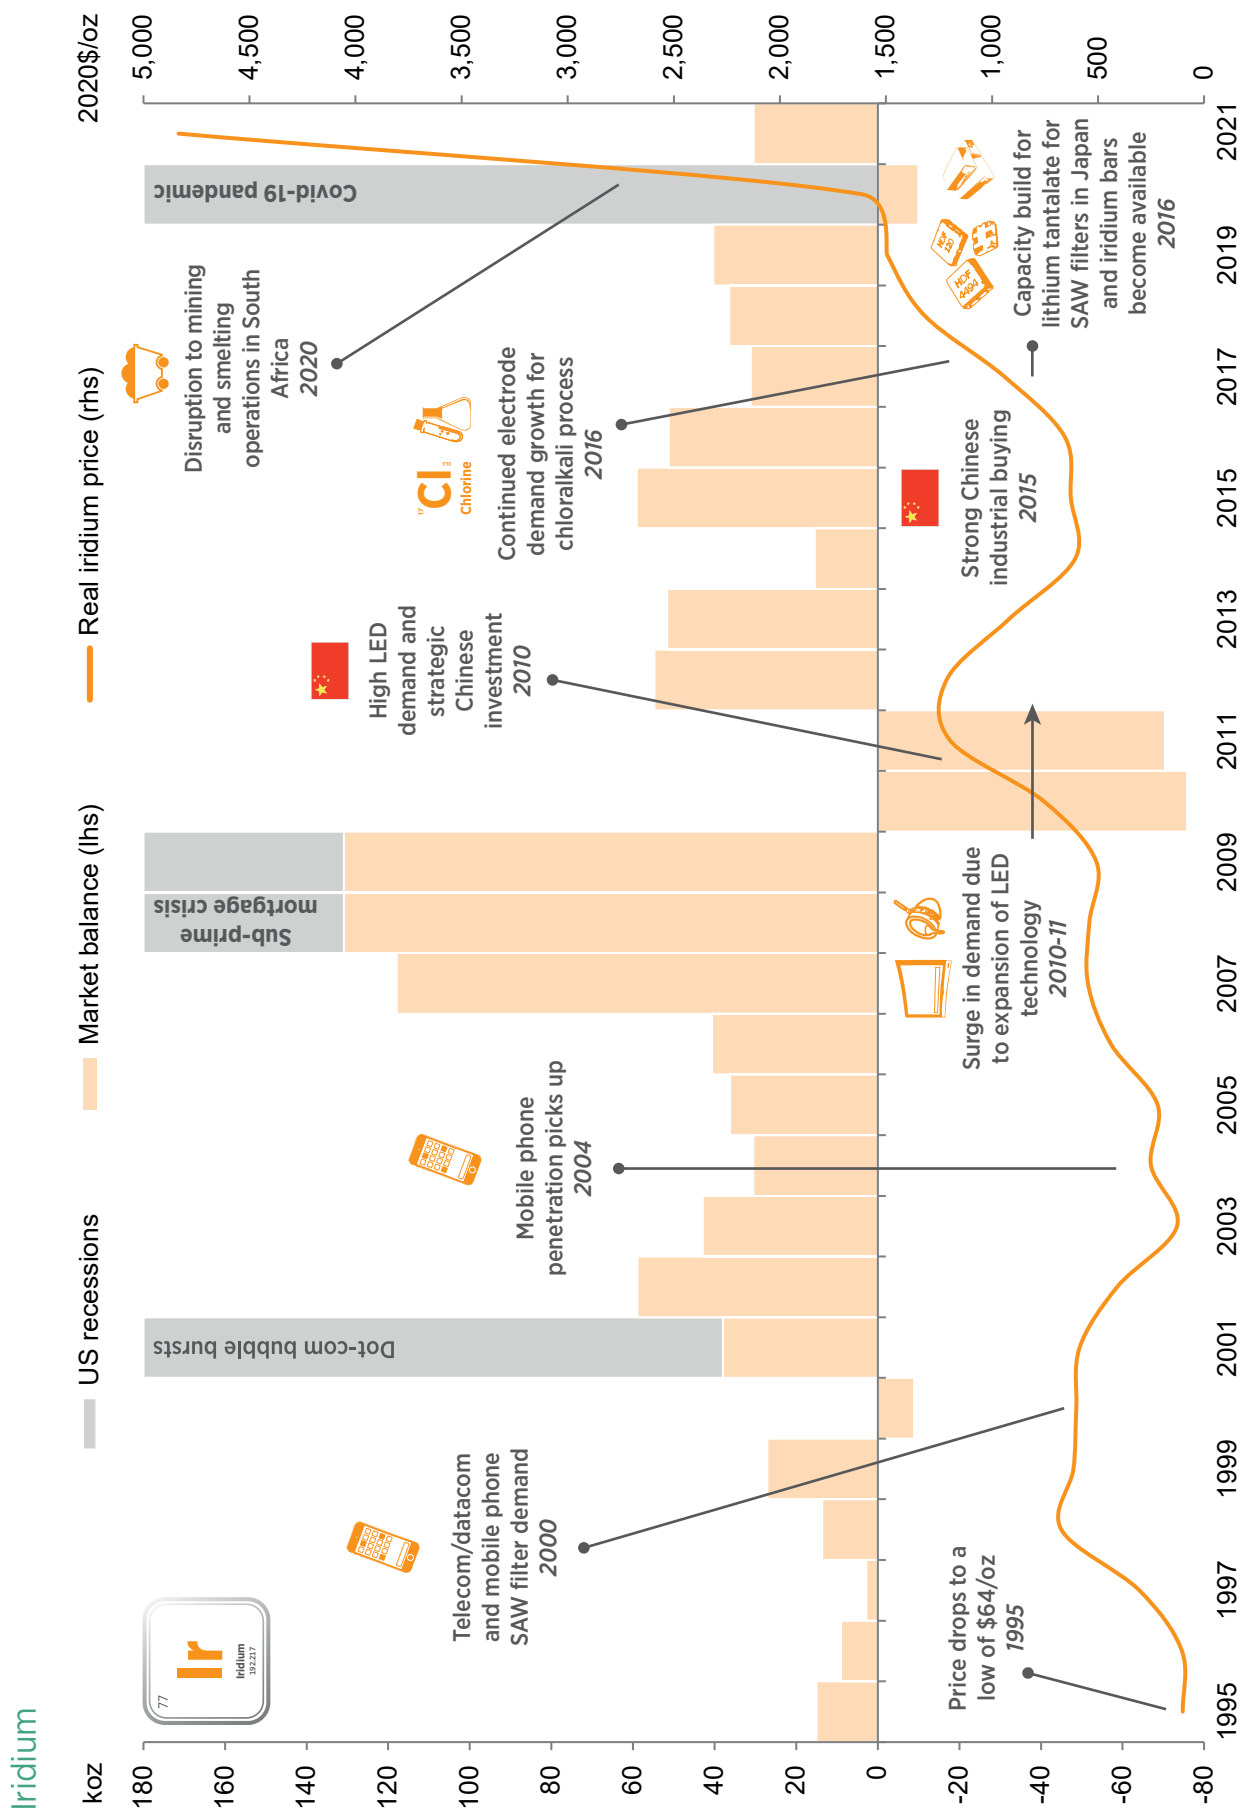 Iridium
koz
US recessions
Market balance (lhs)
Real iridium price (rhs)
2020$/oz
180
160
140
120
100
80
60
40
20
0
-20
-40
-60
-80
5,000
4,500
4,000
3,500
3,000
2,500
2,000
1,500
1,000
500
0
1995
1997
1999
2001
2003
2005
2007
2009
2011
2013
2015
2017
2019
2021
77
Ir
Iridium
192.217
Telecom/datacom
and mobile phone
SAW filter demand
2000
Price drops to a
low of $64/oz
1995
Dot-com bubble bursts
Mobile phone
penetration picks up
2004
Sub-prime
mortgage crisis
Surge in demand due
to expansion of LED
technology
2010-11
High LED
demand and
strategic
Chinese
investment
2010
17
Cl
Chlorine
Continued electrode
demand growth for
chloralkali process
2016
Strong Chinese
industrial buying
2015
Disruption to mining
and smelting
operations in South
Africa
2020
Covid-19 pandemic
HDF
4494
HDF
120
Capacity build for
lithium tantalate for
SAW filters in Japan
and iridium bars
become available
2016